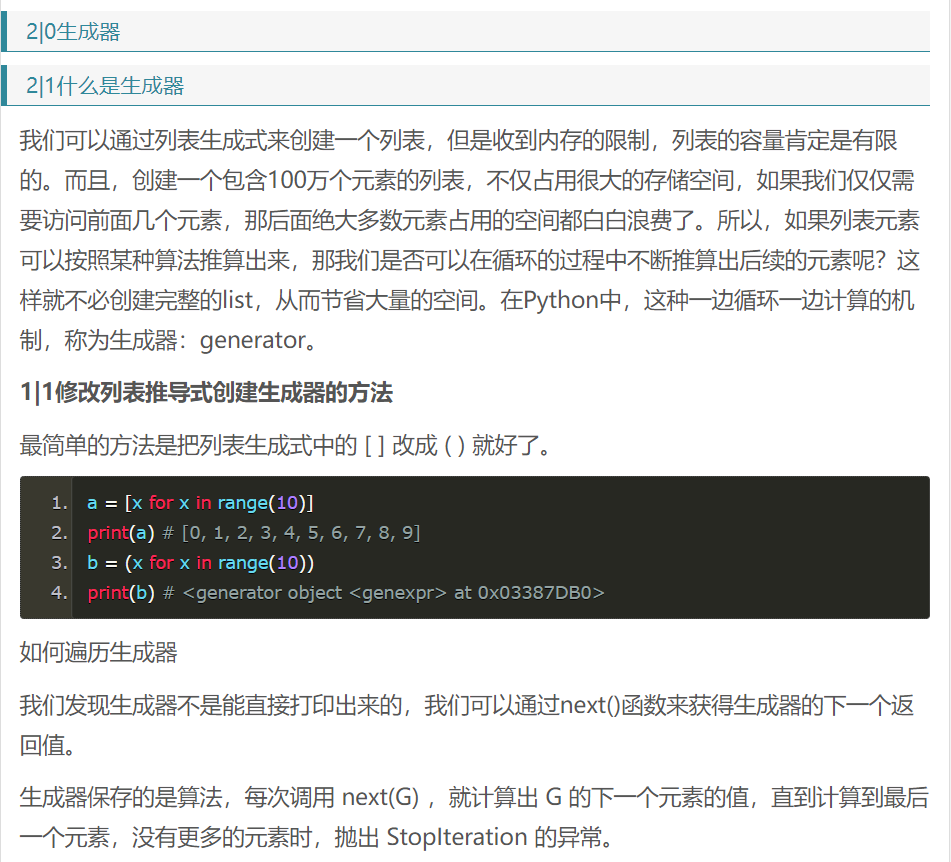 2|0生成器
2|1什么是生成器
我们可以通过列表生成式来创建一个列表，但是收到内存的限制，列表的容量肯定是有限
的。而且，创建一个包含100万个元素的列表，不仅占用很大的存储空间，如果我们仅仅需
要访问前面几个元素，那后面绝大多数元素占用的空间都白白浪费了。所以，如果列表元素
可以按照某种算法推算出来，那我们是否可以在循环的过程中不断推算出后续的元素呢？这
样就不必创建完整的list，从而节省大量的空间。在Python中，这种一边循环一边计算的机
制，称为生成器：generator。
1|1修改列表推导式创建生成器的方法
最简单的方法是把列表生成式中的 [ ] 改成 ( ) 就好了。
1. a = [x for x in range(10)]
2. print(a) # [0, 1, 2, 3, 4, 5, 6, 7, 8, 9]
3. b = (x for x in range(10))
4. print(b) # <generator object <genexpr> at 0x03387DB0>
如何遍历生成器
我们发现生成器不是能直接打印出来的，我们可以通过next()函数来获得生成器的下一个返
回值。
生成器保存的是算法，每次调用 next(G) ，就计算出 G 的下一个元素的值，直到计算到最后
一个元素，没有更多的元素时，抛出 StopIteration 的异常。